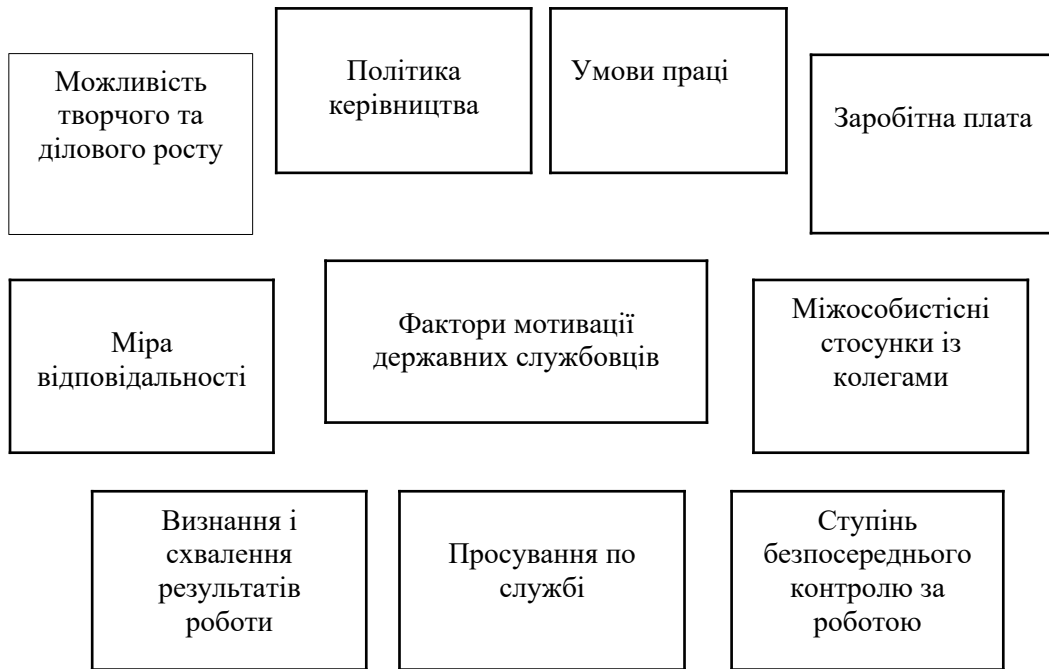 Можливість
творчого та
ділового росту
Політика
керівництва
Умови праці
Заробітна плата
Міра
відповідальності
Фактори мотивації
державних службовців
Міжособистісні
стосунки із
колегами
Визнання і
схвалення
результатів
роботи
Просування по
службі
Ступінь
безпосереднього
контролю за
роботою